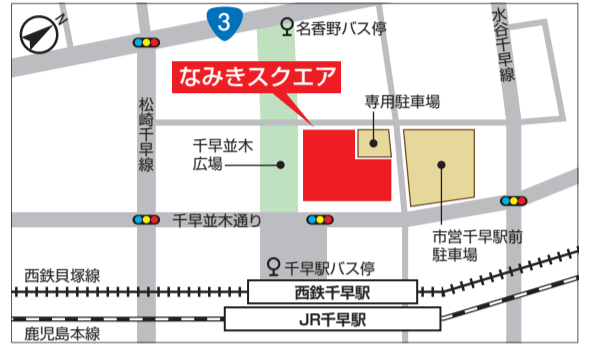 N
3
名香野バス停
水谷千早線
なみきスクエア
専用駐車場
松崎千早線
千早並木
広場
千早並木通り
市営千早駅前
駐車場
千早駅バス停
西鉄貝塚線
西鉄千早駅
JR千早駅
鹿児島本線